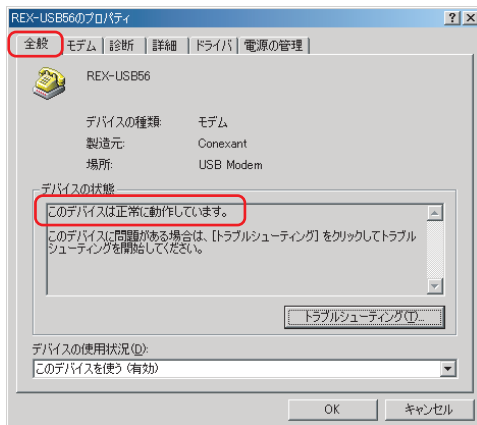 REX-USB56のプロパティ
全般 モデム 診断 詳細 ドライバ 電源の管理
REX-USB56
デバイスの種類: モデム
製造元: Conexant
場所: USB Modem
デバイスの状態
このデバイスは正常に動作しています。
このデバイスに問題がある場合は、[トラブルシューティング] をクリックしてトラブル
シューティングを開始してください。
トラブルシューティング(T)...
デバイスの使用状況(D):
このデバイスを使う (有効)
OK キャンセル